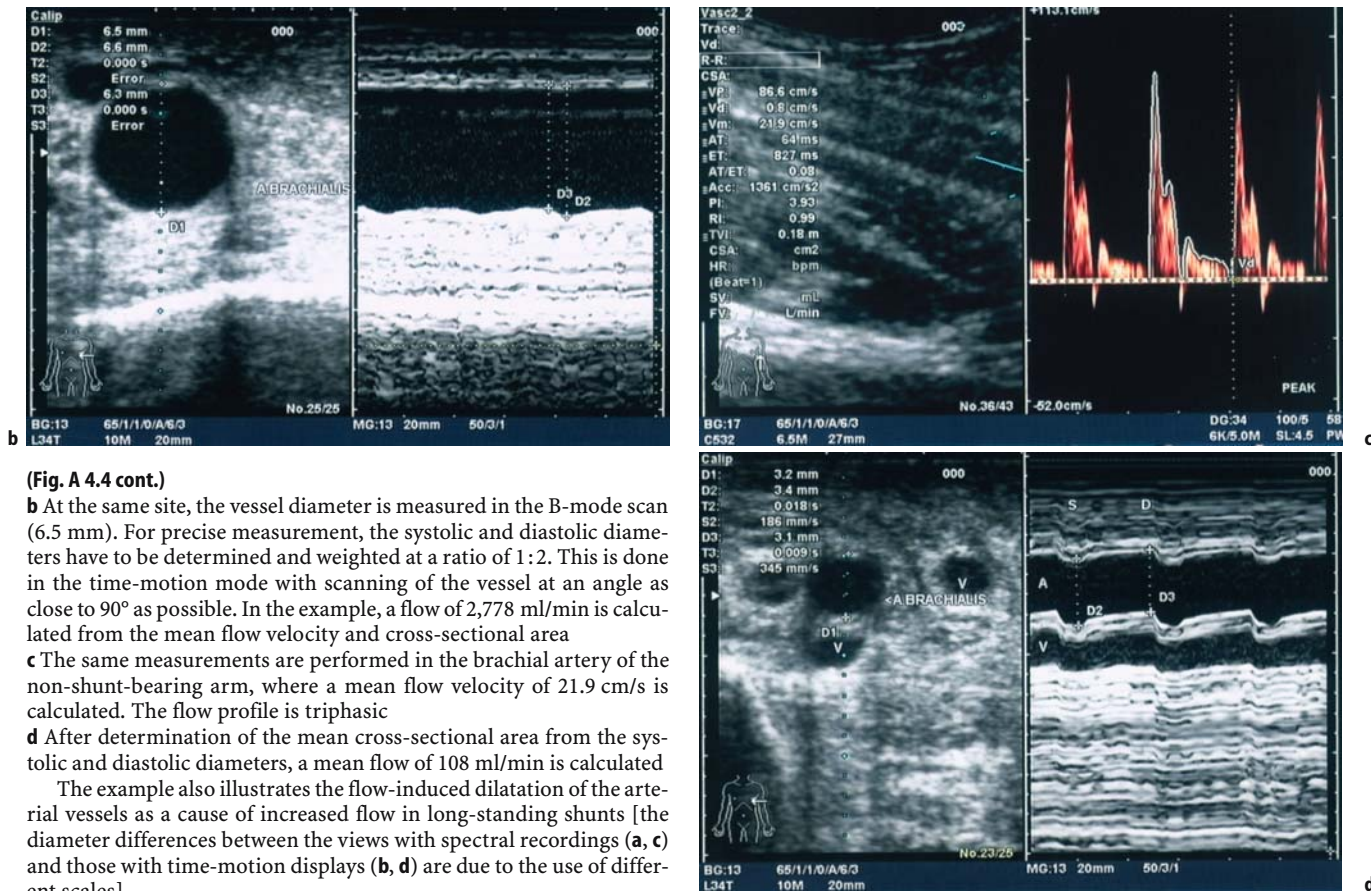 Calip
D1: 6.5 mm
D2: 6.6 mm
T2: 0.000 s
S2: Error
D3: 6.3 mm
T3: 0.000 s
S3: Error
000
000
A.BRACHIALIS
D1
D3
D2
No.25/25
BG:13 65/1/1/0/A/6/3
L34T 10M 20mm
MG:13 20mm 50/3/1
b
(Fig. A 4.4 cont.)
b At the same site, the vessel diameter is measured in the B-mode scan
(6.5 mm). For precise measurement, the systolic and diastolic diame-
ters have to be determined and weighted at a ratio of 1:2. This is done
in the time-motion mode with scanning of the vessel at an angle as
close to 90° as possible. In the example, a flow of 2,778 ml/min is calcu-
lated from the mean flow velocity and cross-sectional area
c The same measurements are performed in the brachial artery of the
non-shunt-bearing arm, where a mean flow velocity of 21.9 cm/s is
calculated. The flow profile is triphasic
d After determination of the mean cross-sectional area from the sys-
tolic and diastolic diameters, a mean flow of 108 ml/min is calculated
The example also illustrates the flow-induced dilatation of the arte-
rial vessels as a cause of increased flow in long-standing shunts [the
diameter differences between the views with spectral recordings (a, c)
and those with time-motion displays (b, d) are due to the use of differ-
ent scales]
Vasc2_2
Trace:
Vd:
R-R:
CSA:
VP: 86.6 cm/s
Vd: 0.8 cm/s
Vm: 21.9 cm/s
AT: 64 ms
ET: 827 ms
AT/ET: 0.08
Acc: 1361 cm/s2
PI: 3.93
RI: 0.99
TVI: 0.18 m
CSA: cm2
HR: bpm
(Beat=1)
SV: mL
FV: L/min
+113.1cm/s
Vd
PEAK
-52.0cm/s
No.36/43
BG:17 65/1/1/0/A/6/3
C532 6.5M 27mm
DG:34 100/5 58
6K/5.0M SL:4.5 PW
Calip
D1: 3.2 mm
D2: 3.4 mm
T2: 0.018 s
S2: 186 mm/s
D3: 3.1 mm
T3: 0.009 s
S3: 345 mm/s
000
000
V
<A.BRACHIALIS
D1
V
S D
A
D2 D3
V
No.23/25
BG:13 65/1/1/0/A/6/3
L34T 10M 20mm
MG:13 20mm 50/3/1
d